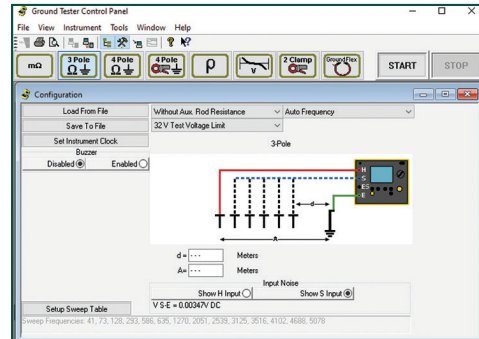 Ground Tester Control Panel
File View Instrument Tools Window Help
mΩ 3 Pole Ω 4 Pole Ω 4 Pole ρ V 2 Clamp GroundFlex START STOP
Configuration
Load From File Without Aux. Rod Resistance Auto Frequency
Save To File 32 V Test Voltage Limit
Set Instrument Clock
3-Pole
Buzzer
Disabled Enabled
H
S
ES
E
d
A
d = - - - Meters
A= - - - Meters
Input Noise
Show H Input Show S Input
V S-E = 0.00347V DC
Setup Sweep Table
Sweep Frequencies: 41, 73, 128, 293, 586, 635, 1270, 2051, 2539, 3125, 3516, 4102, 4688, 5078